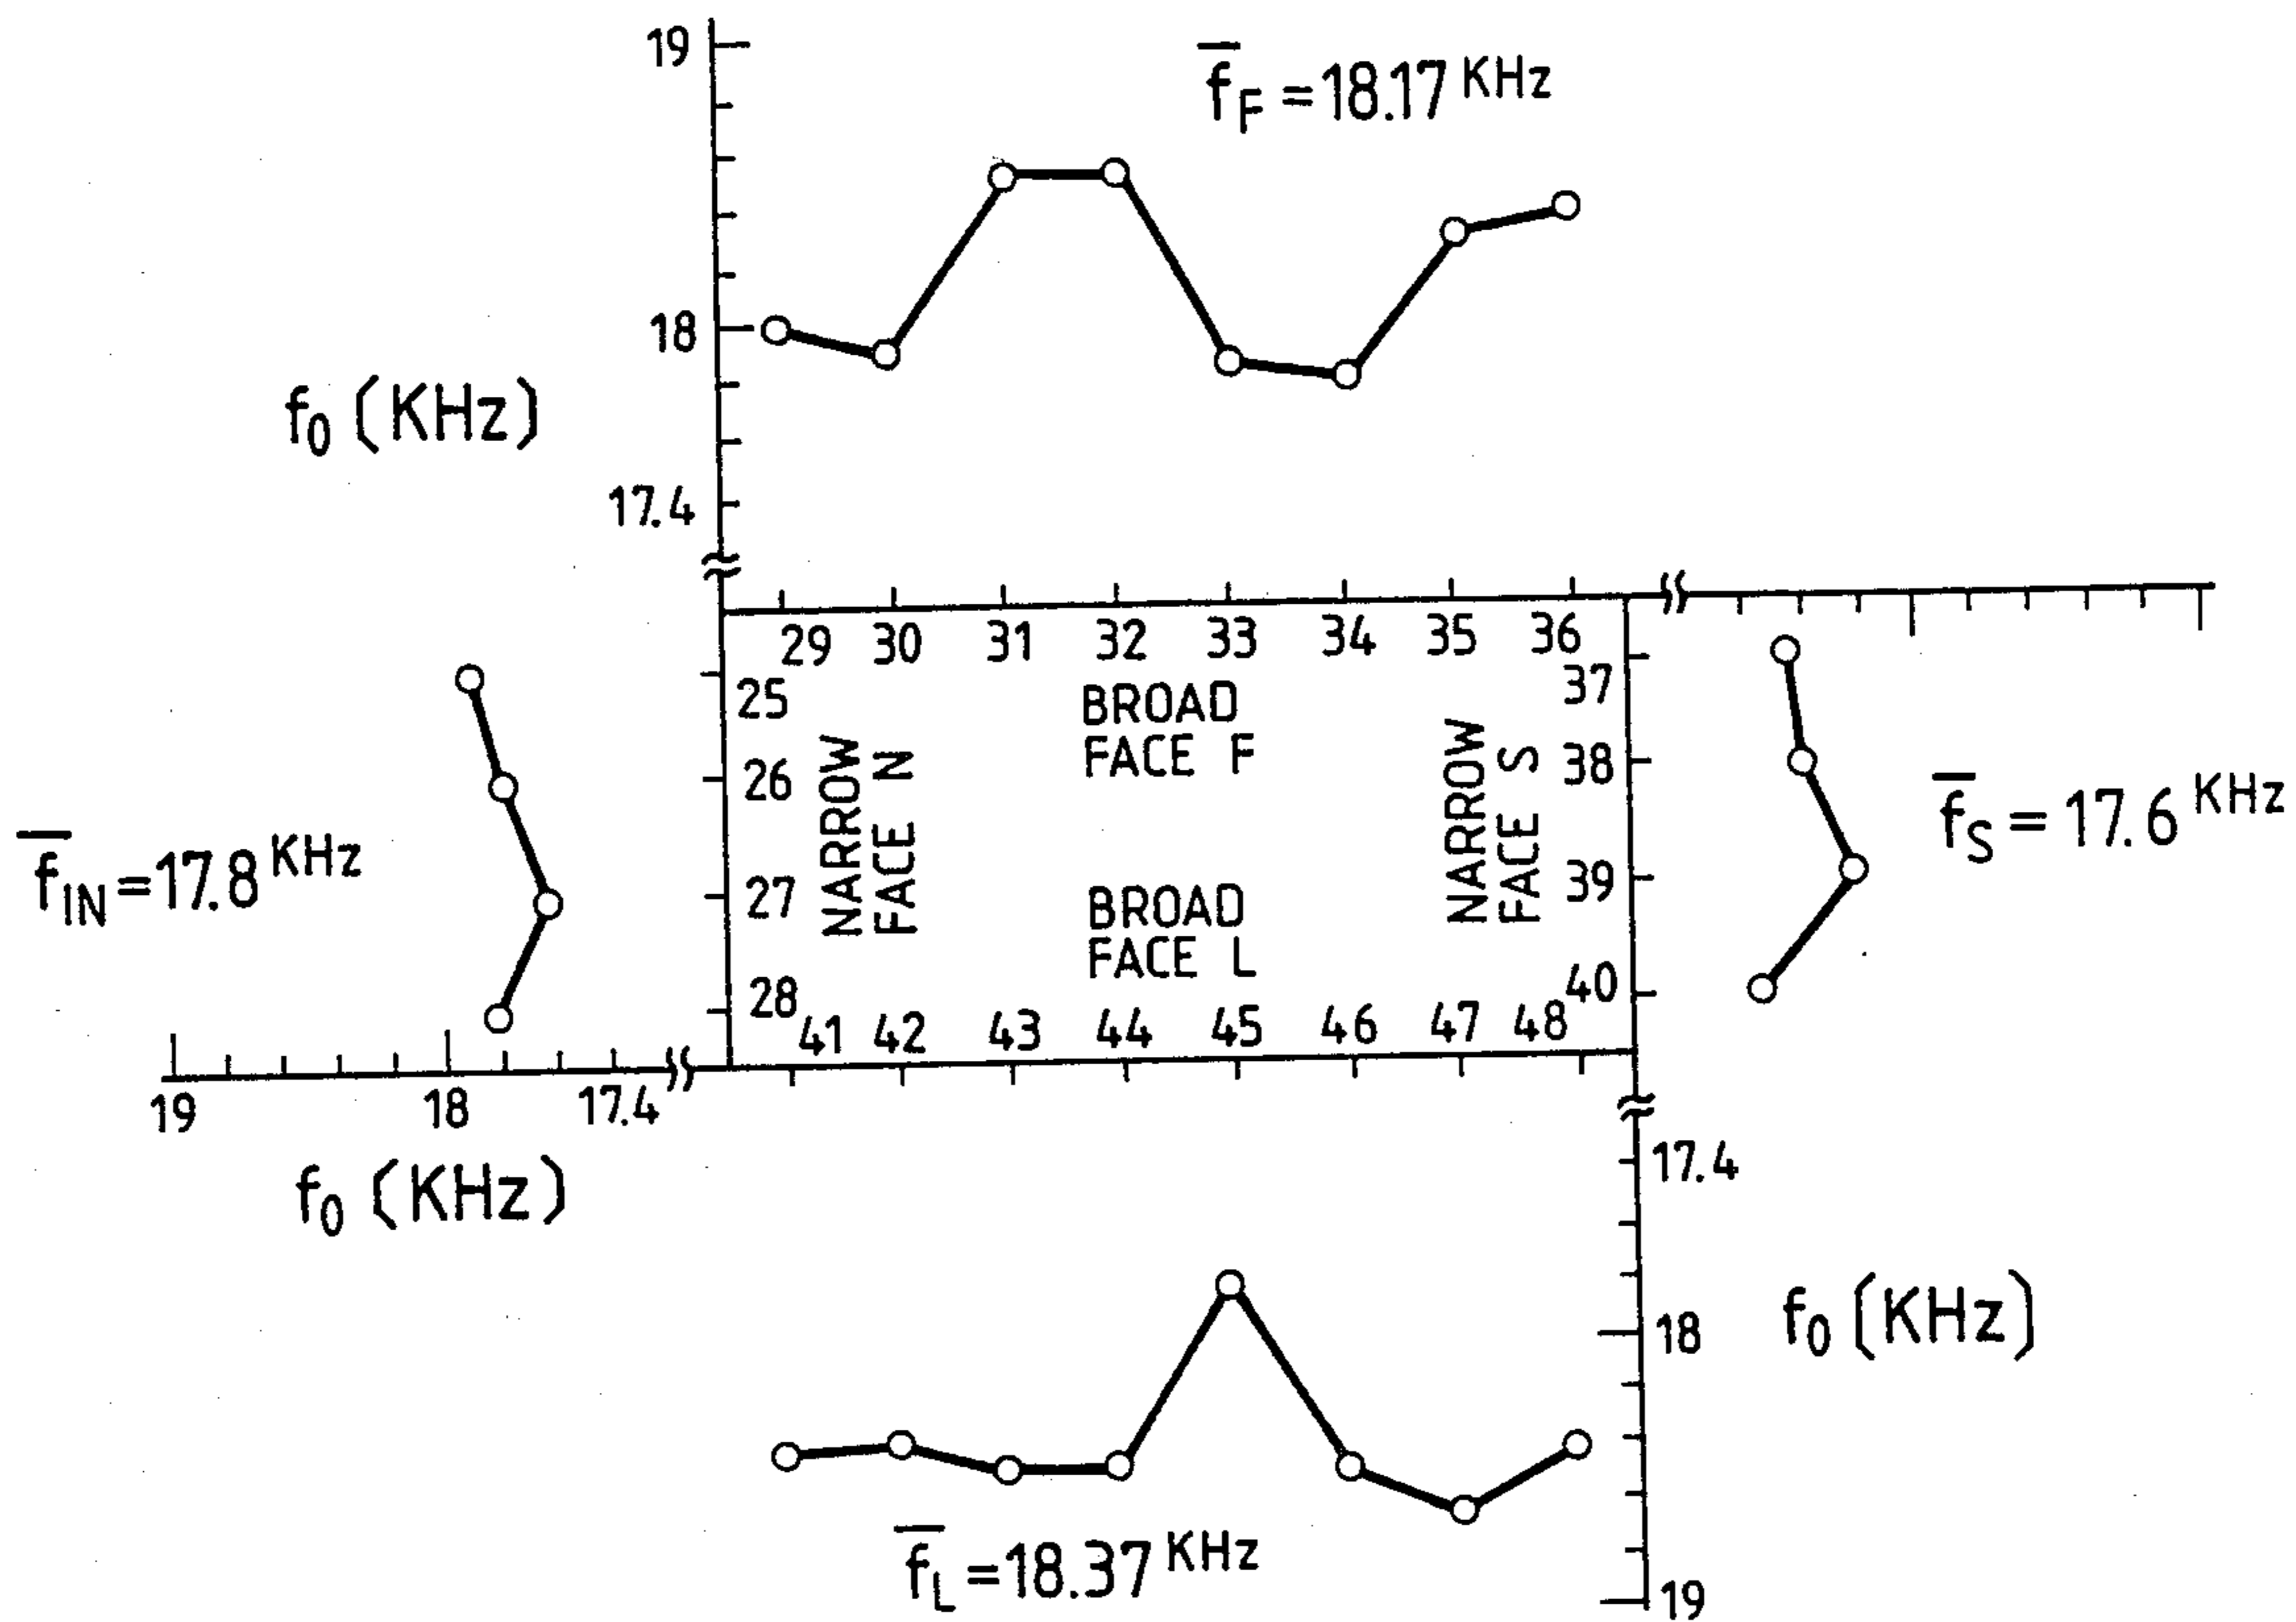 19
f̅F = 18.17 KHz
18
f0 (KHz)
17.4
29 30 31 32 33 34 35 36
25
26
27
28
NARROW
FACE N
BROAD
FACE F
BROAD
FACE L
NARROW
FACE S
37
38
39
40
f̅IN = 17.8 KHz
f̅S = 17.6 KHz
41 42 43 44 45 46 47 48
19 18 17.4
f0 (KHz)
17.4
18
f0 (KHz)
19
f̅L = 18.37 KHz